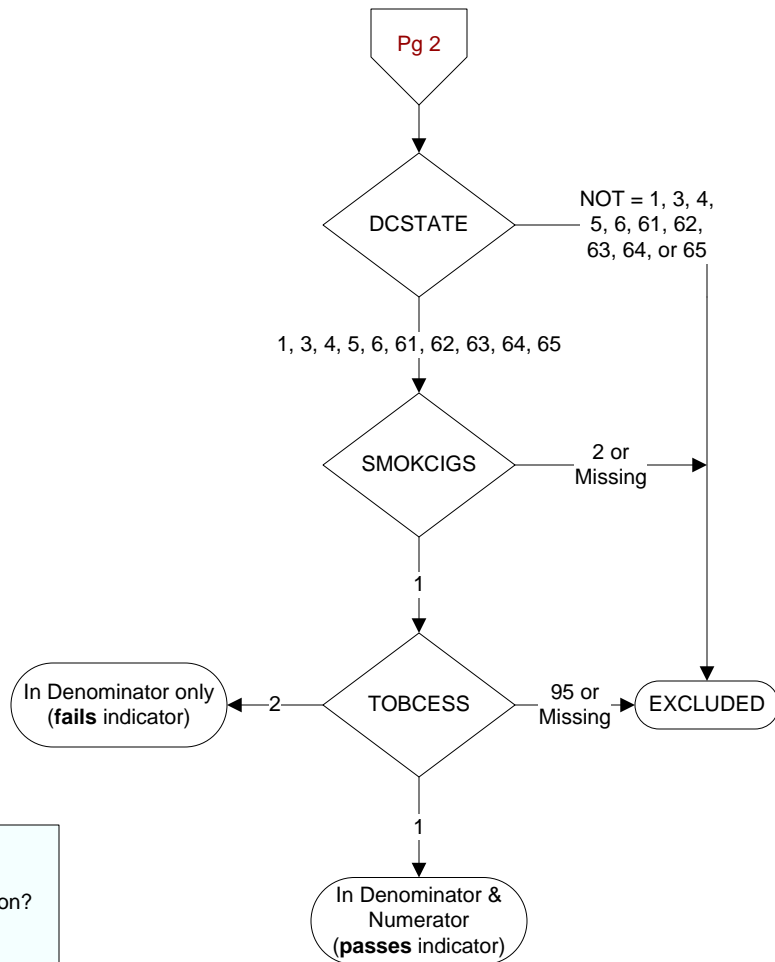 Pg 2
DCSTATE
NOT = 1, 3, 4,
5, 6, 61, 62,
63, 64, or 65
1, 3, 4, 5, 6, 61, 62, 63, 64, 65
SMOKCIGS
2 or
Missing
1
In Denominator only
(fails indicator)
2
TOBCESS
95 or
Missing
EXCLUDED
1
on?
In Denominator &
Numerator
(passes indicator)